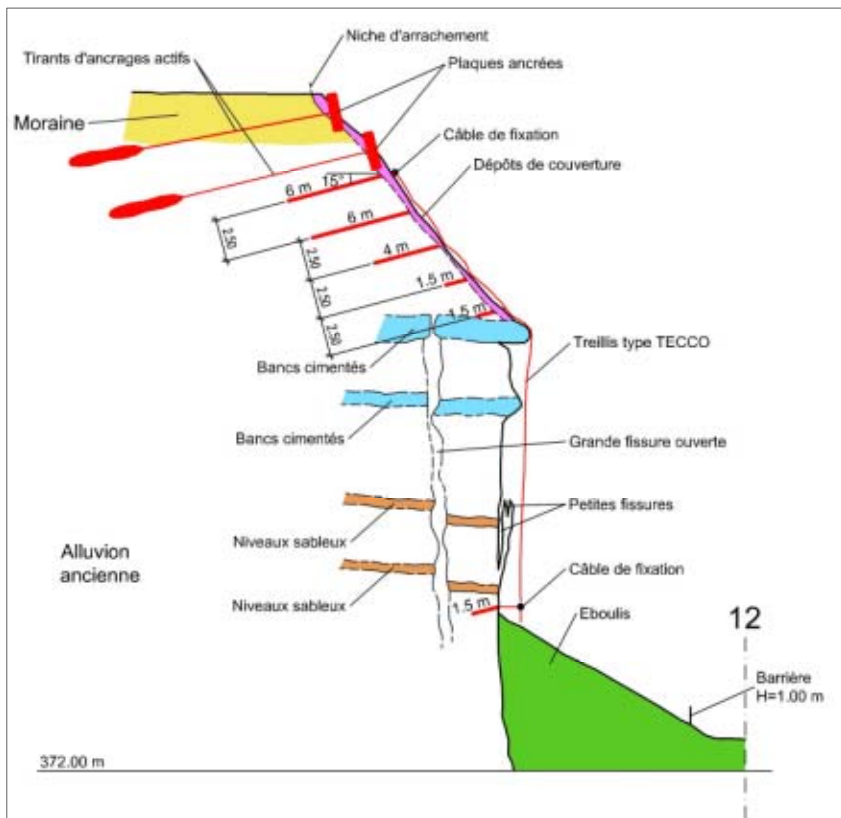 Niche d'arrachement
Tirants d'ancrages actifs
Plaques ancrées
Moraine
Câble de fixation
Dépôts de couverture
15°
6 m
6 m
2.50
4 m
2.50
1.5 m
2.50
1.5 m
2.50
Treillis type TECCO
Bancs cimentés
Bancs cimentés
Grande fissure ouverte
Petites fissures
Niveaux sableux
Alluvion
ancienne
Câble de fixation
Niveaux sableux
1.5 m
Eboulis
12
Barrière
H=1.00 m
372.00 m